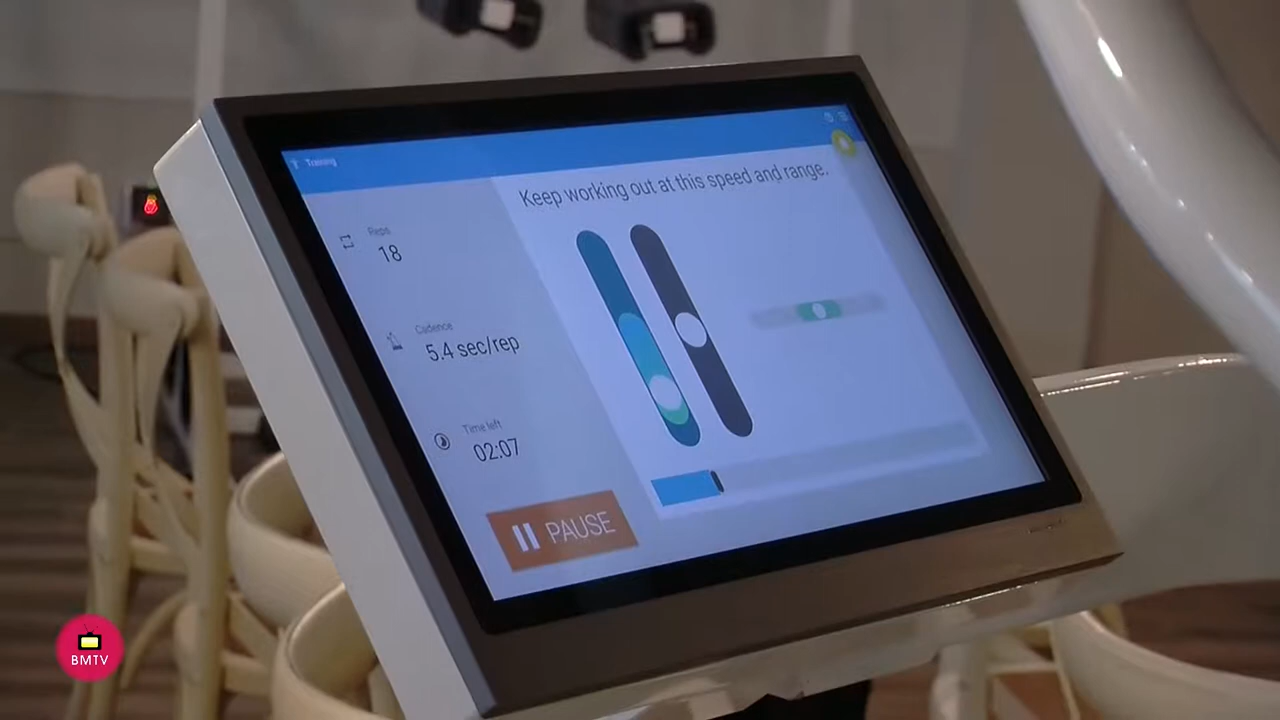 Training
Keep working out at this speed and range.
Reps
18
Cadence
5.4 sec/rep
Time left
02:07
PAUSE
BMTV